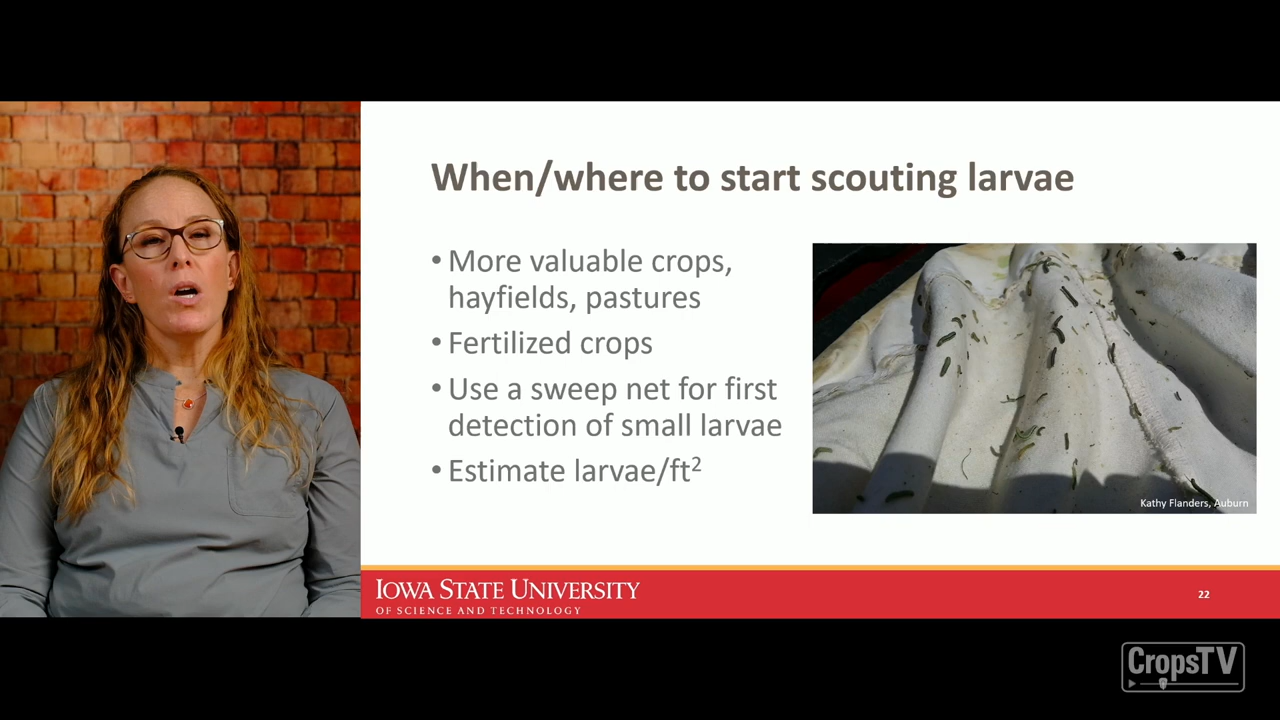 When/where to start scouting larvae
• More valuable crops,
hayfields, pastures
• Fertilized crops
• Use a sweep net for first
detection of small larvae
• Estimate larvae/ft²
Kathy Flanders, Auburn
IOWA STATE UNIVERSITY
OF SCIENCE AND TECHNOLOGY
22
CropsTV